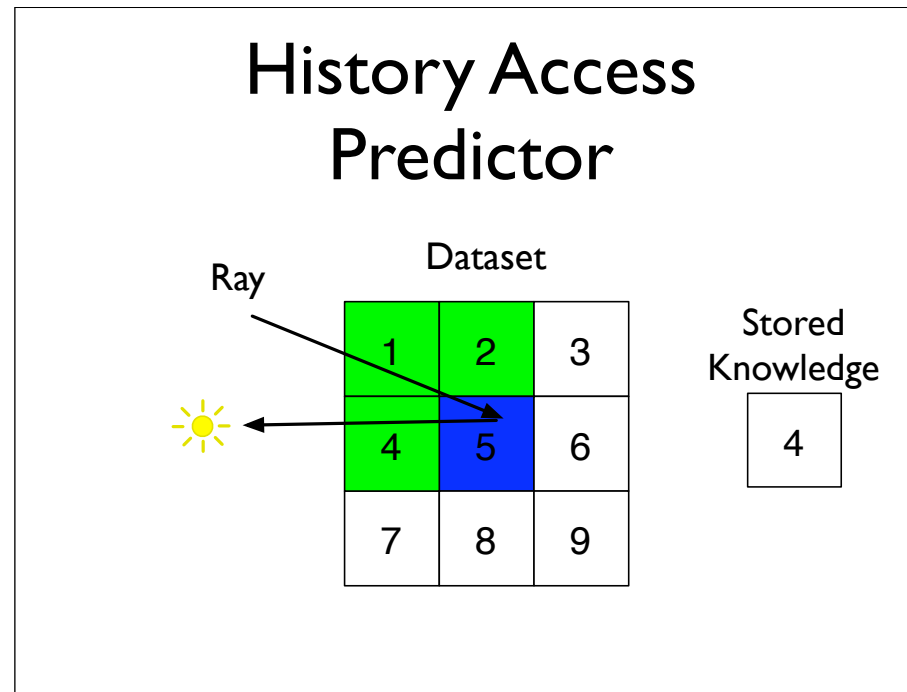 History Access
Predictor
Dataset
Ray
Stored
Knowledge
1 2 3
4 5 6
4
7 8 9